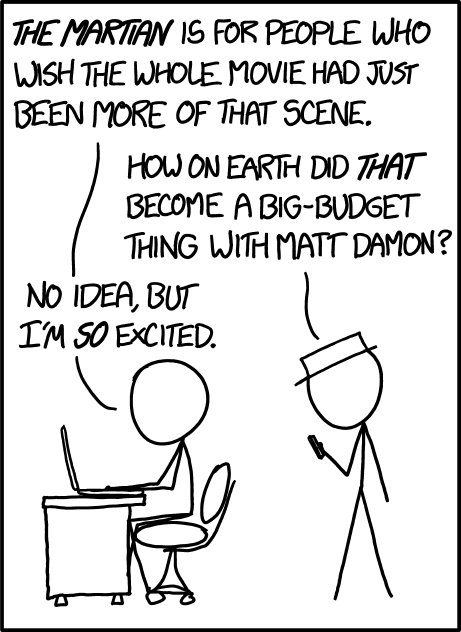 THE MARTIAN IS FOR PEOPLE WHO
WISH THE WHOLE MOVIE HAD JUST
BEEN MORE OF THAT SCENE.
HOW ON EARTH DID THAT
BECOME A BIG-BUDGET
THING WITH MATT DAMON?
NO IDEA, BUT
I'M SO EXCITED.